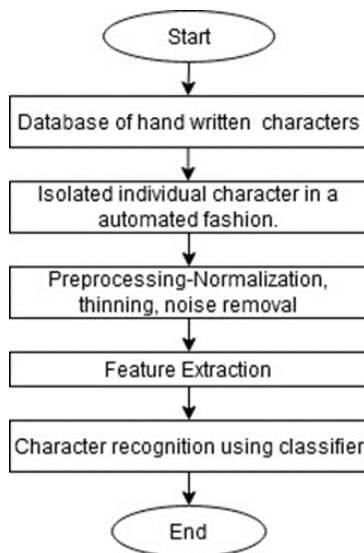 Start
Database of hand written characters
Isolated individual character in a
automated fashion.
Preprocessing-Normalization,
thinning, noise removal
Feature Extraction
Character recognition using classifier
End